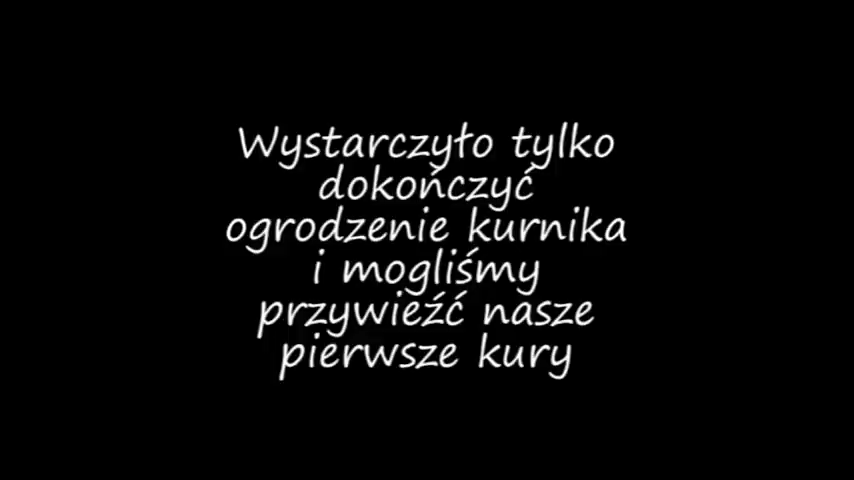 Wystarczyło tylko
dokończyć
ogrodzenie kurnika
i mogliśmy
przywieźć nasze
pierwsze kury